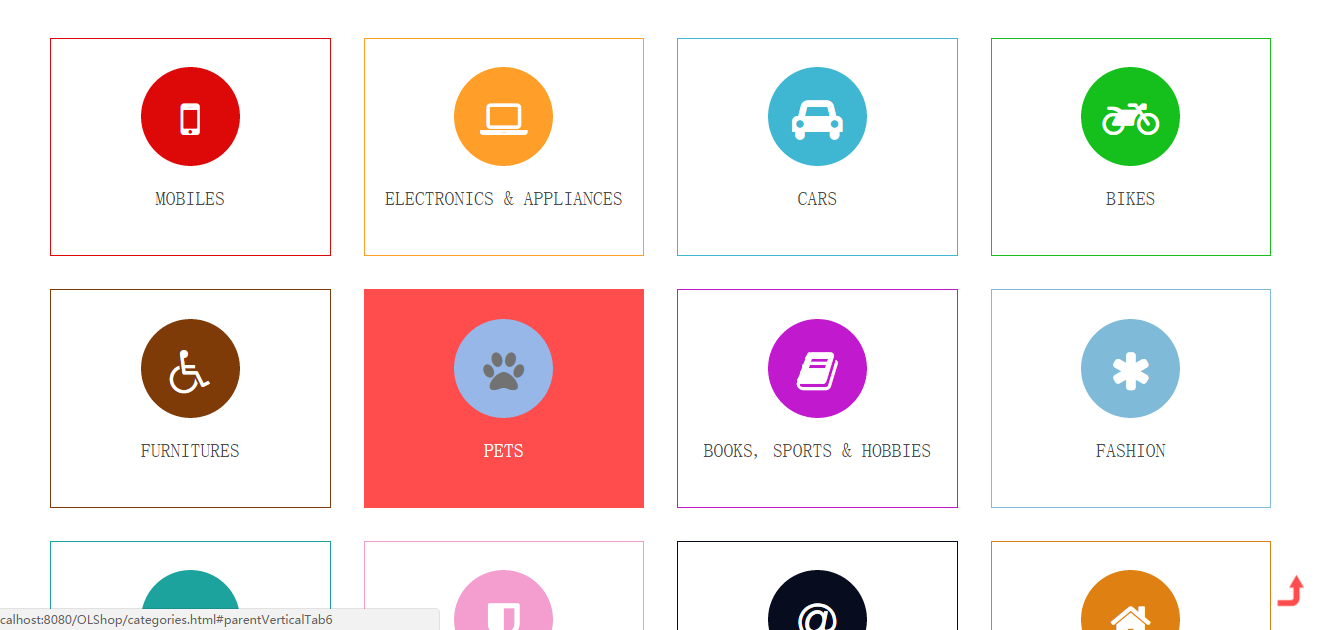 MOBILES
ELECTRONICS & APPLIANCES
CARS
BIKES
FURNITURES
PETS
BOOKS, SPORTS & HOBBIES
FASHION
@
calhost:8080/OLShop/categories.html#parentVerticalTab6